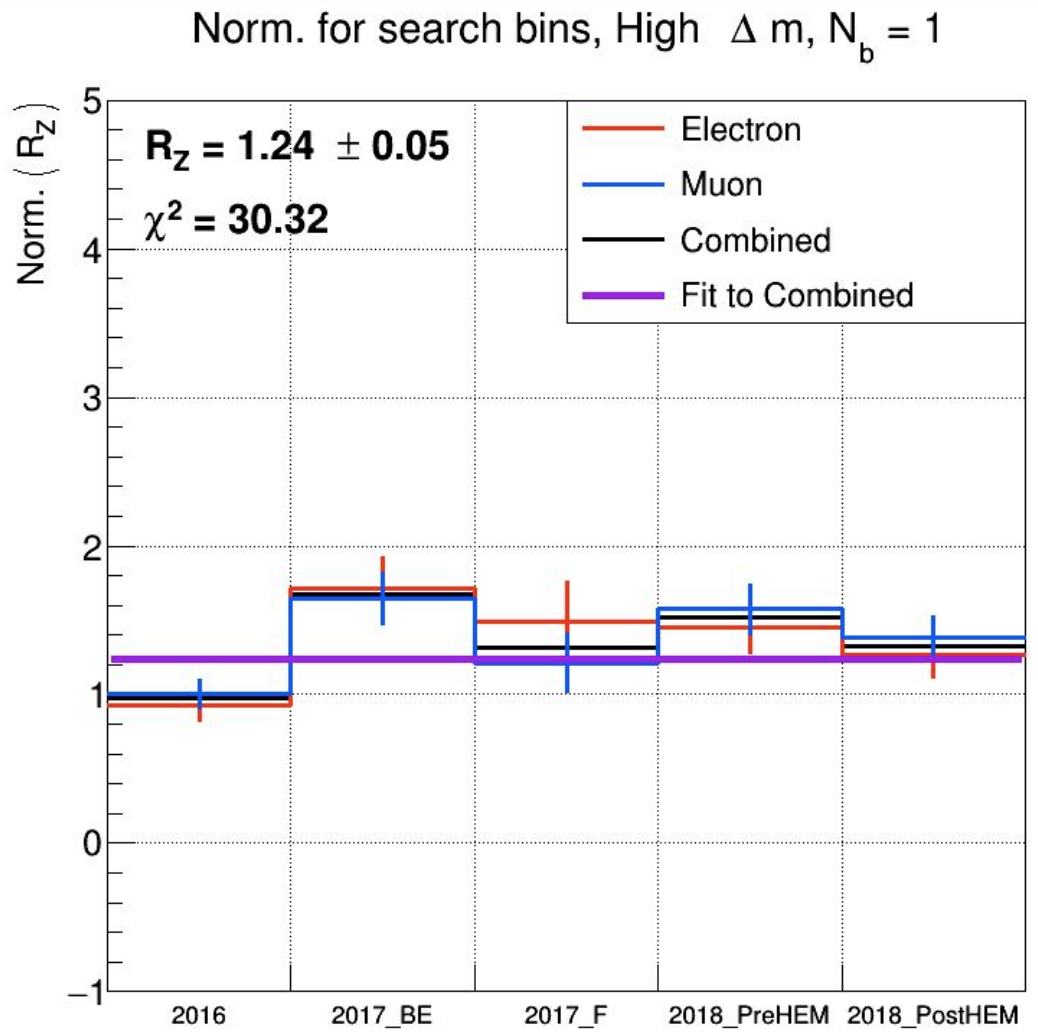 Norm. for search bins, High Δ m, N_b = 1
Norm. (R_Z)
R_Z = 1.24 ± 0.05
χ² = 30.32
Electron
Muon
Combined
Fit to Combined
5
4
3
2
1
0
−1
2016 2017_BE 2017_F 2018_PreHEM 2018_PostHEM